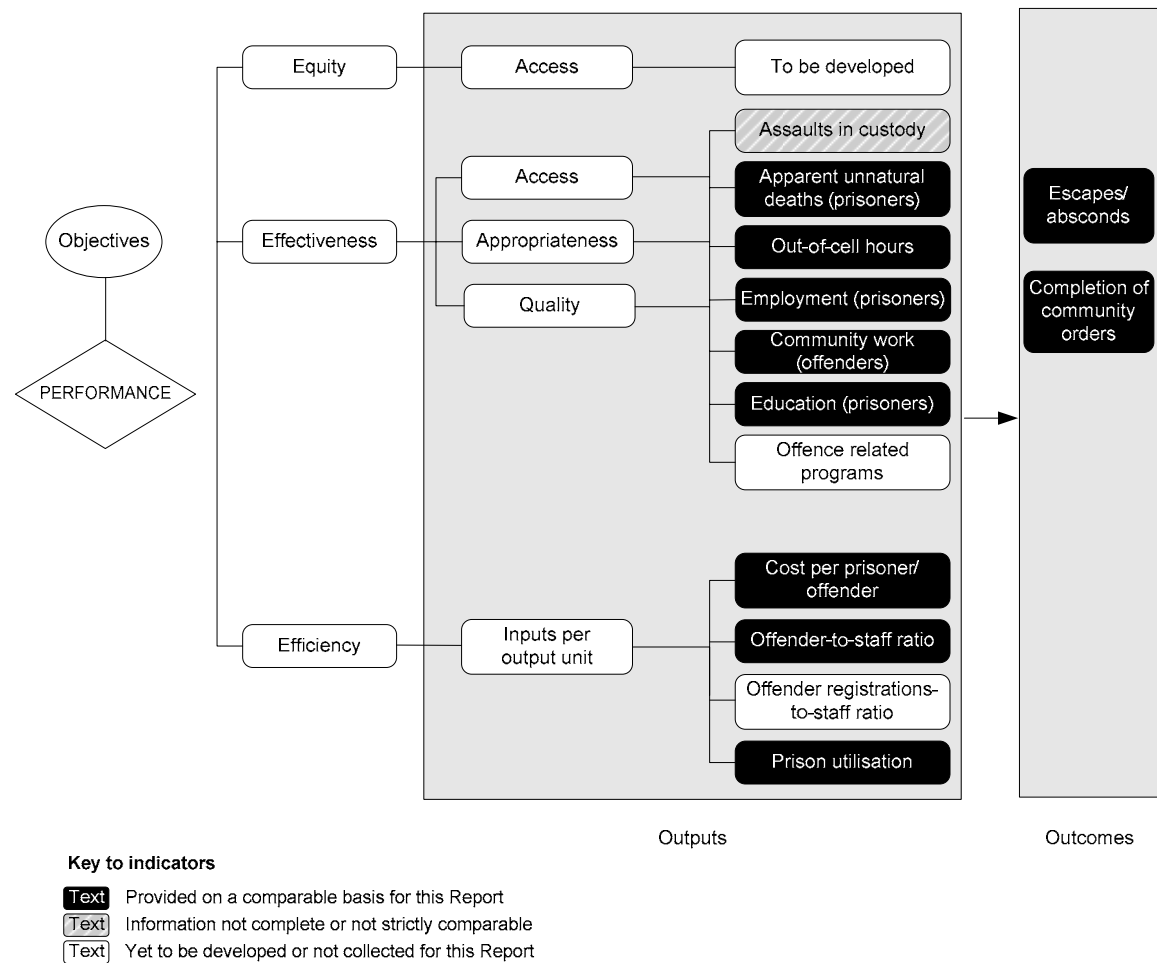 Equity
Access
To be developed
Assaults in custody
Access
Apparent unnatural
deaths (prisoners)
Escapes/
absconds
Objectives
Effectiveness
Appropriateness
Out-of-cell hours
Quality
Employment (prisoners)
Completion of
community
orders
Community work
(offenders)
PERFORMANCE
Education (prisoners)
Offence related
programs
Cost per prisoner/
offender
Efficiency
Inputs per
output unit
Offender-to-staff ratio
Offender registrations-
to-staff ratio
Prison utilisation
Outputs
Outcomes
Key to indicators
Text Provided on a comparable basis for this Report
Text Information not complete or not strictly comparable
Text Yet to be developed or not collected for this Report